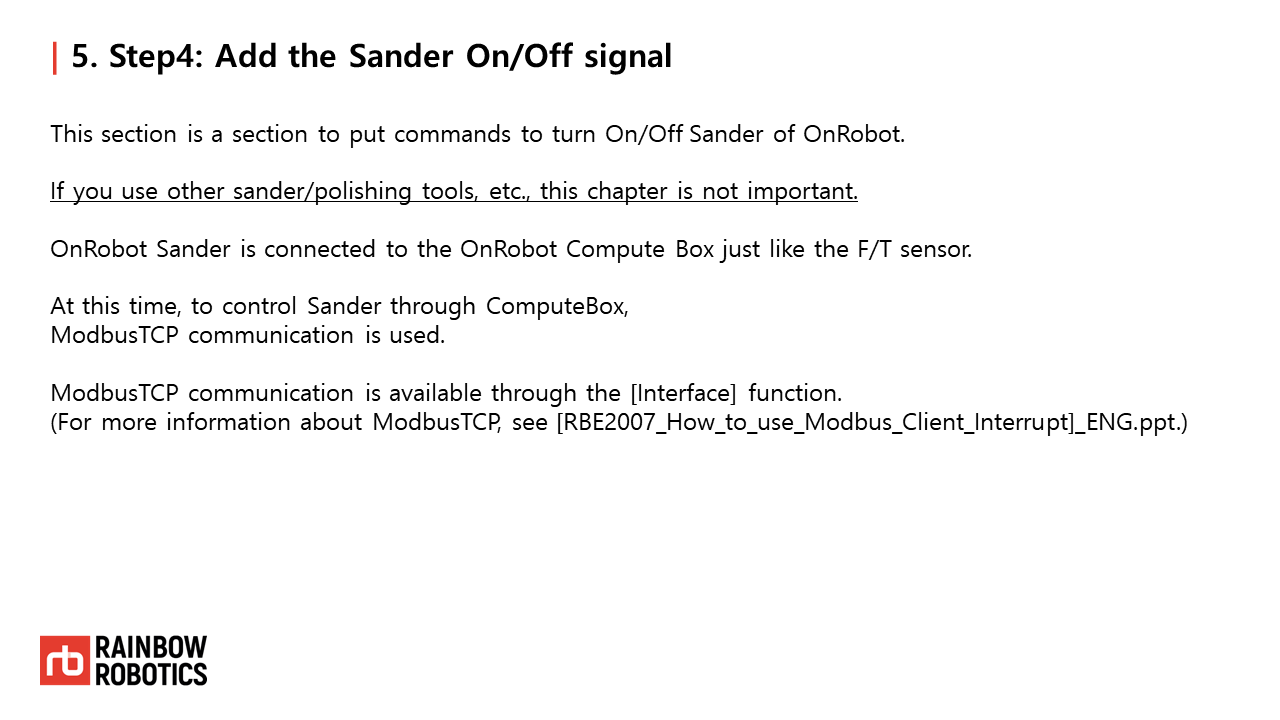 5. Step4: Add the Sander On/Off signal
This section is a section to put commands to turn On/Off Sander of OnRobot.
If you use other sander/polishing tools, etc., this chapter is not important.
OnRobot Sander is connected to the OnRobot Compute Box just like the F/T sensor.
At this time, to control Sander through ComputeBox,
ModbusTCP communication is used.
ModbusTCP communication is available through the [Interface] function.
(For more information about ModbusTCP, see [RBE2007_How_to_use_Modbus_Client_Interrupt]_ENG.ppt.)
rb
RAINBOW
ROBOTICS